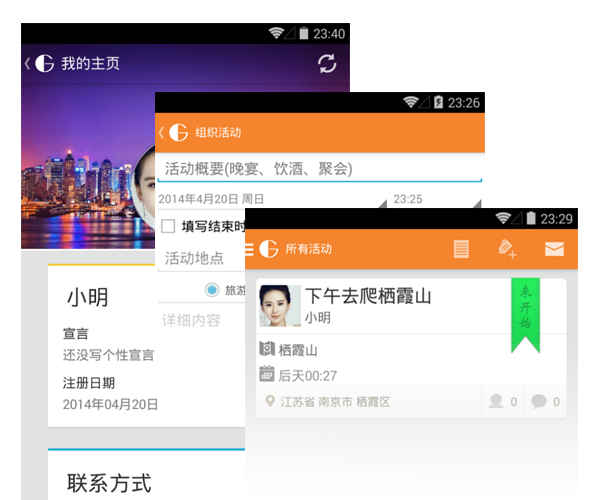 23:40
我的主页
23:26
组织活动
活动概要(晚宴、饮酒、聚会)
2014年4月20日 周日
23:25
填写结束时
活动地点
旅游
详细内容
小明
宣言
还没写个性宣言
注册日期
2014年04月20日
联系方式
23:29
所有活动
下午去爬栖霞山
小明
未开始
栖霞山
后天00:27
江苏省 南京市 栖霞区
0
0